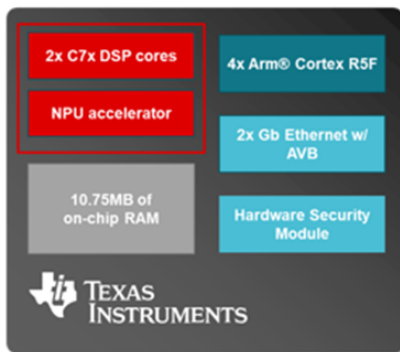 2x C7x DSP cores
NPU accelerator
10.75MB of
on-chip RAM
4x Arm® Cortex R5F
2x Gb Ethernet w/
AVB
Hardware Security
Module
TEXAS
INSTRUMENTS